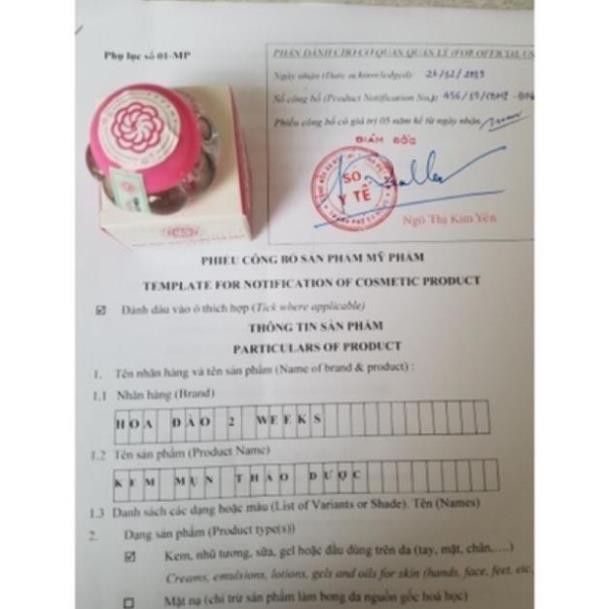 Phụ lục số 01-MP
PHẦN DÀNH CHO CƠ QUAN QUẢN LÝ (FOR OFFICIAL
Ngày nhận (Date acknowledged):
Số công bố (Product Notification No.):
Phiếu công bố có giá trị 05 năm kể từ ngày nhận
GIÁM ĐỐC
SỞ
Y TẾ
Ngô Thị Kim Yến
PHIẾU CÔNG BỐ SẢN PHẨM MỸ PHẨM
TEMPLATE FOR NOTIFICATION OF COSMETIC PRODUCT
Đánh dấu vào ô thích hợp (Tick where applicable)
THÔNG TIN SẢN PHẨM
PARTICULARS OF PRODUCT
1. Tên nhãn hàng và tên sản phẩm (Name of brand & product) :
1.1 Nhãn hàng (Brand)
HOA ĐÀO 2 WEEKS
1.2 Tên sản phẩm (Product Name)
KEM MỤN THẢO DƯỢC
1.3 Danh sách các dạng hoặc màu (List of Variants or Shade). Tên (Names)
2. Dạng sản phẩm (Product type(s))
Kem, nhũ tương, sữa, gel hoặc dầu dùng trên da (tay, mặt, chân,....)
Creams, emulsions, lotions, gels and oils for skin (hands, face, feet, etc.
Mặt nạ (chỉ trừ sản phẩm làm bong da nguồn gốc hoá học)